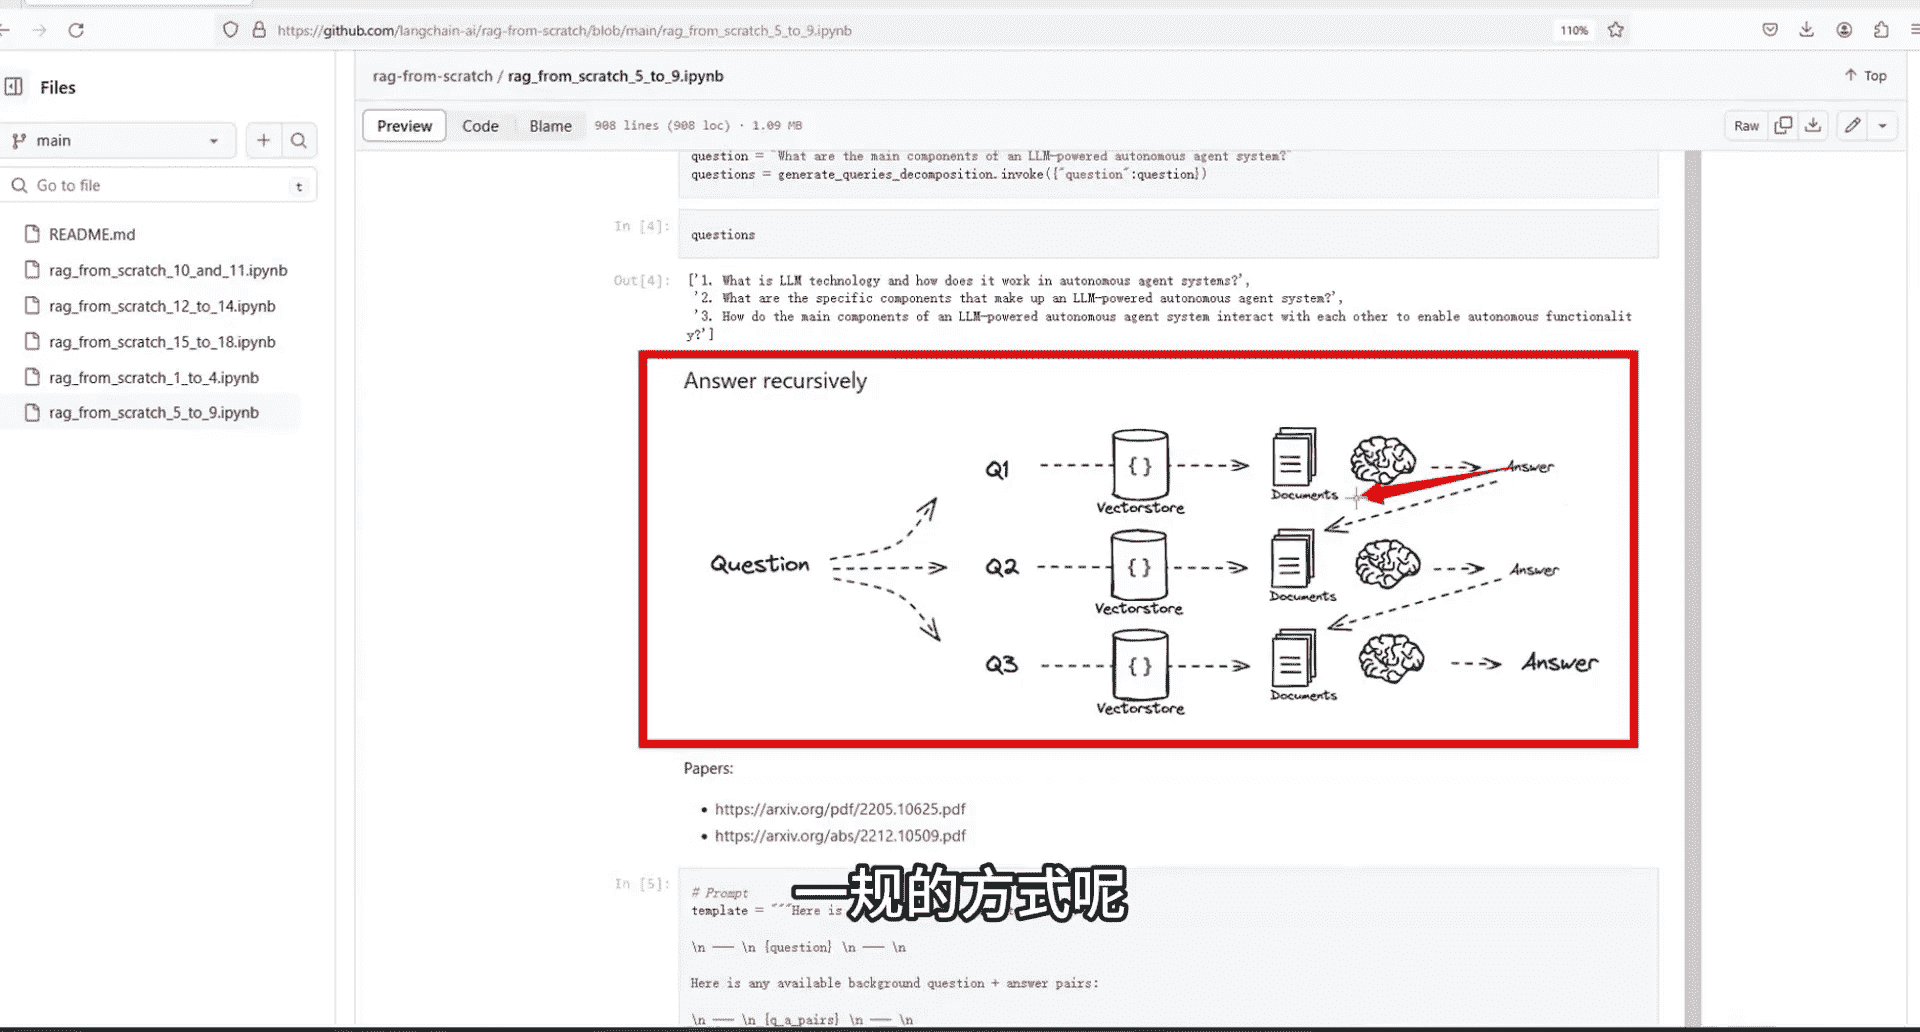 https://github.com/langchain-ai/rag-from-scratch/blob/main/rag_from_scratch_5_to_9.ipynb
110%
Files
rag-from-scratch / rag_from_scratch_5_to_9.ipynb
Top
main
Preview
Code
Blame
908 lines (908 loc) · 1.09 MB
Raw
Go to file
t
README.md
rag_from_scratch_10_and_11.ipynb
rag_from_scratch_12_to_14.ipynb
rag_from_scratch_15_to_18.ipynb
rag_from_scratch_1_to_4.ipynb
rag_from_scratch_5_to_9.ipynb
question = "What are the main components of an LLM-powered autonomous agent system?"
questions = generate_queries_decomposition.invoke({"question":question})
In [4]:
questions
Out[4]:
['1. What is LLM technology and how does it work in autonomous agent systems?',
'2. What are the specific components that make up an LLM-powered autonomous agent system?',
'3. How do the main components of an LLM-powered autonomous agent system interact with each other to enable autonomous functionalit
y?']
Answer recursively
Question
Q1
{}
Vectorstore
Documents
Answer
Q2
{}
Vectorstore
Documents
Answer
Q3
{}
Vectorstore
Documents
Answer
Papers:
• https://arxiv.org/pdf/2205.10625.pdf
• https://arxiv.org/abs/2212.10509.pdf
In [5]:
# Prompt
template = """Here is
一规的方式呢
\n --- \n {question} \n --- \n
Here is any available background question + answer pairs:
\n --- \n {q_a_pairs} \n --- \n